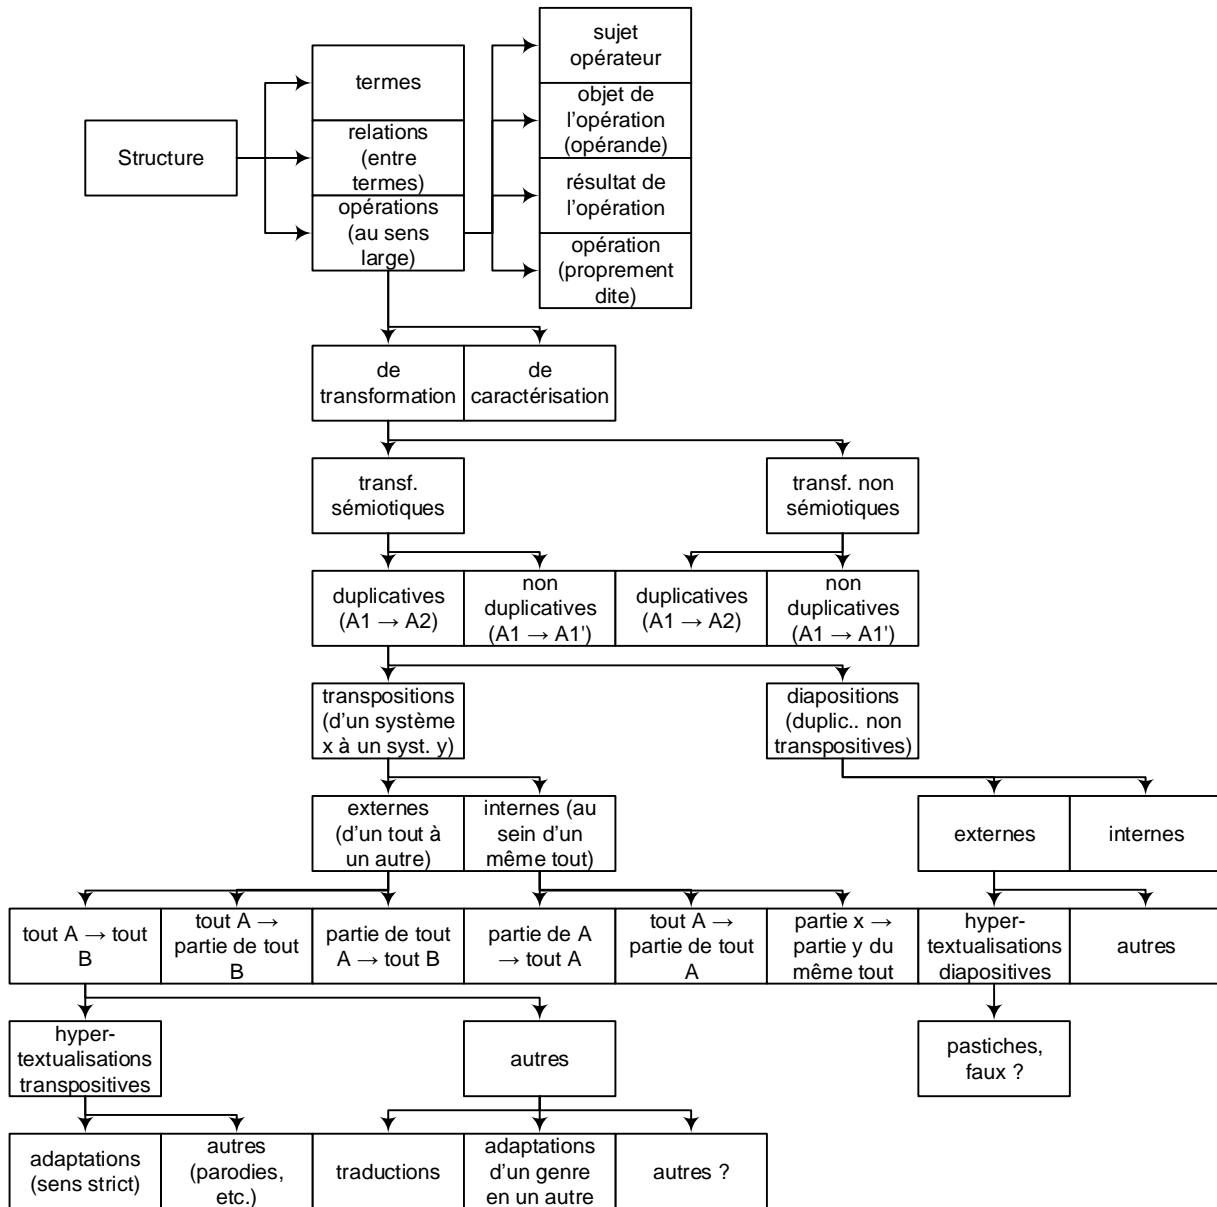 sujet
opérateur
termes
objet de
l'opération
(opérande)
Structure
relations
(entre
termes)
résultat de
l'opération
opérations
(au sens
large)
opération
(proprement
dite)
de
transformation
de
caractérisation
transf.
sémiotiques
transf. non
sémiotiques
duplicatives
(A1 → A2)
non
duplicatives
(A1 → A1')
duplicatives
(A1 → A2)
non
duplicatives
(A1 → A1')
transpositions
(d'un système
x à un syst. y)
diapositions
(duplic.. non
transpositives)
externes
(d'un tout à
un autre)
internes (au
sein d'un
même tout)
externes
internes
tout A → tout
B
tout A →
partie de tout
B
partie de tout
A → tout B
partie de A
→ tout A
tout A →
partie de tout
A
partie x →
partie y du
même tout
hyper-
textualisations
diapositives
autres
hyper-
textualisations
transpositives
autres
pastiches,
faux ?
adaptations
(sens strict)
autres
(parodies,
etc.)
traductions
adaptations
d'un genre
en un autre
autres ?